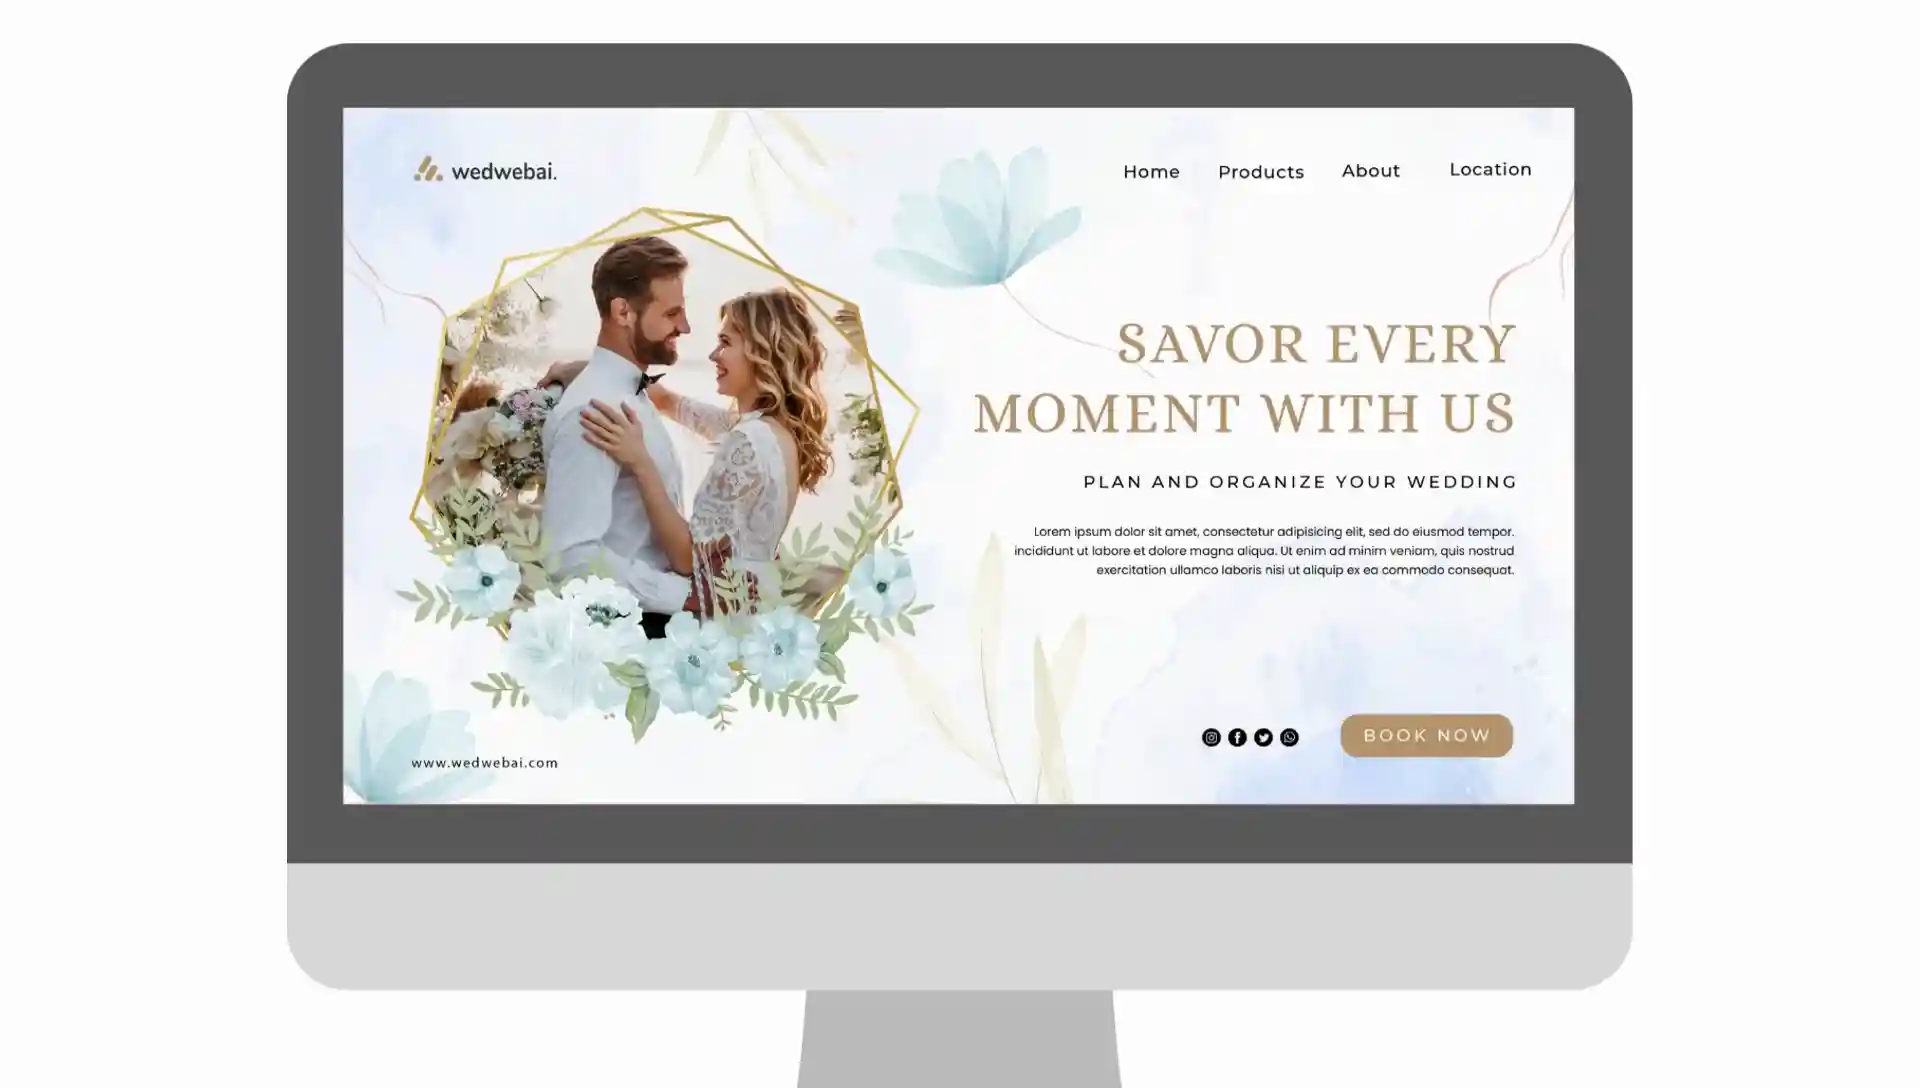 wedwebai.
Home Products About Location
SAVOR EVERY
MOMENT WITH US
PLAN AND ORGANIZE YOUR WEDDING
Lorem ipsum dolor sit amet, consectetur adipisicing elit, sed do eiusmod tempor.
incididunt ut labore et dolore magna aliqua. Ut enim ad minim veniam, quis nostrud
exercitation ullamco laboris nisi ut aliquip ex ea commodo consequat.
BOOK NOW
www.wedwebai.com